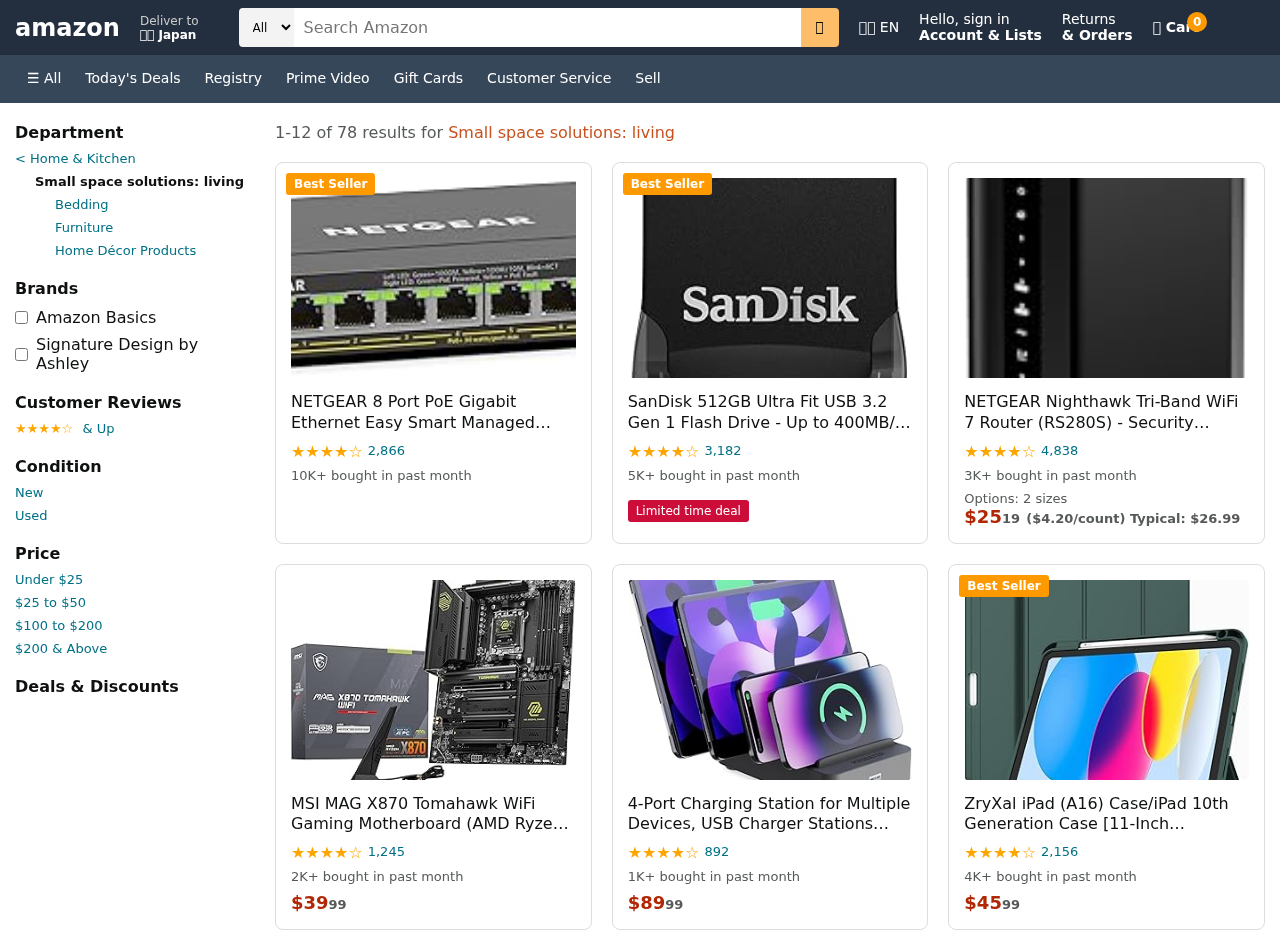 amazon
Deliver to
Japan
All
Search Amazon
EN
Hello, sign in
Account & Lists
Returns
& Orders
0
☰ All
Today's Deals
Registry
Prime Video
Gift Cards
Customer Service
Sell
Department
< Home & Kitchen
Small space solutions: living
Bedding
Furniture
Home Décor Products
Brands
Amazon Basics
Signature Design by
Ashley
Customer Reviews
★★★★☆ & Up
Condition
New
Used
Price
Under $25
$25 to $50
$100 to $200
$200 & Above
Deals & Discounts
1-12 of 78 results for Small space solutions: living
Best Seller
NETGEAR
NETGEAR 8 Port PoE Gigabit
Ethernet Easy Smart Managed…
★★★★☆ 2,866
10K+ bought in past month
Best Seller
SanDisk
SanDisk 512GB Ultra Fit USB 3.2
Gen 1 Flash Drive - Up to 400MB/…
★★★★☆ 3,182
5K+ bought in past month
Limited time deal
NETGEAR Nighthawk Tri-Band WiFi
7 Router (RS280S) - Security…
★★★★☆ 4,838
3K+ bought in past month
Options: 2 sizes
$25 19 ($4.20/count) Typical: $26.99
MAG X870 TOMAHAWK
WIFI
X870
MSI MAG X870 Tomahawk WiFi
Gaming Motherboard (AMD Ryze…
★★★★☆ 1,245
2K+ bought in past month
$39 99
4-Port Charging Station for Multiple
Devices, USB Charger Stations…
★★★★☆ 892
1K+ bought in past month
$89 99
Best Seller
ZryXal iPad (A16) Case/iPad 10th
Generation Case [11-Inch…
★★★★☆ 2,156
4K+ bought in past month
$45 99